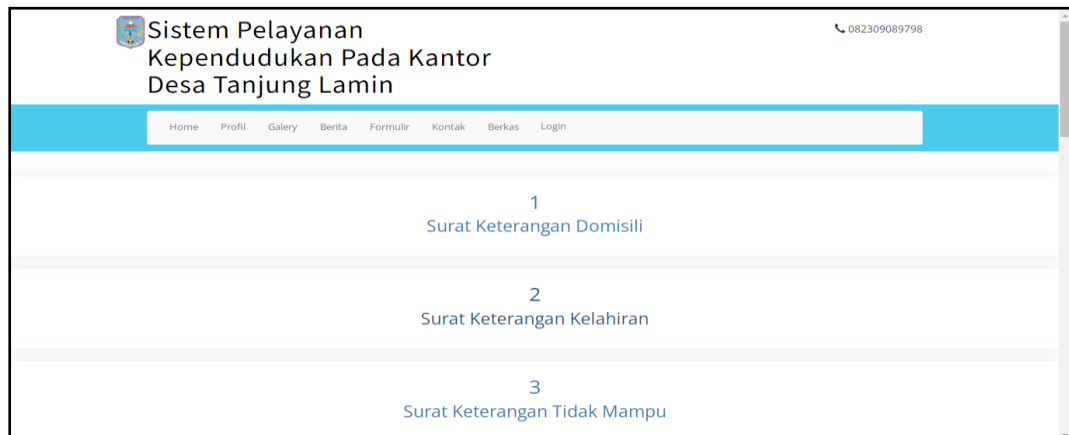 Sistem Pelayanan
Kependudukan Pada Kantor
Desa Tanjung Lamin
082309089798
Home Profil Galery Berita Formulir Kontak Berkas Login
1
Surat Keterangan Domisili
2
Surat Keterangan Kelahiran
3
Surat Keterangan Tidak Mampu